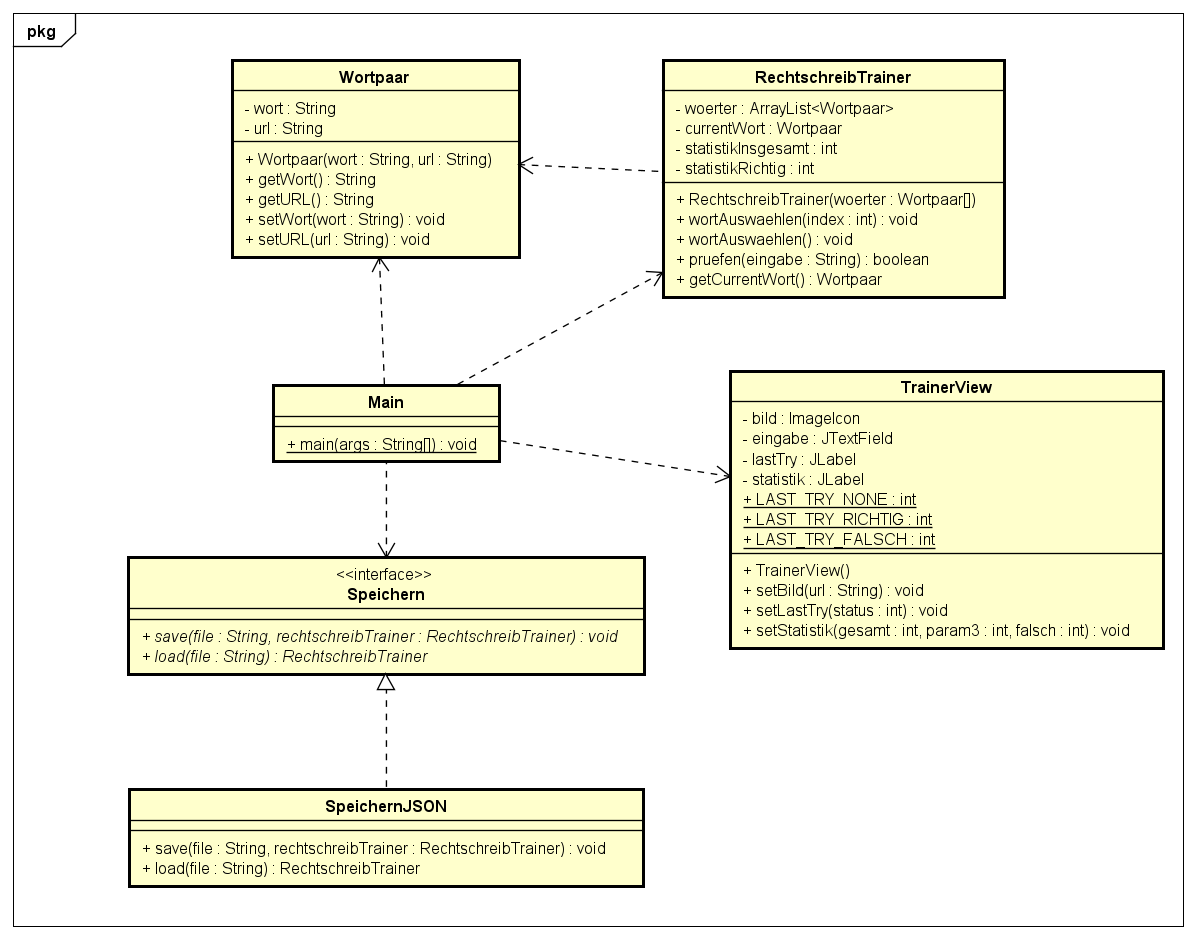 pkg
Wortpaar
- wort : String
- url : String
+ Wortpaar(wort : String, url : String)
+ getWort() : String
+ getURL() : String
+ setWort(wort : String) : void
+ setURL(url : String) : void
RechtschreibTrainer
- woerter : ArrayList<Wortpaar>
- currentWort : Wortpaar
- statistikInsgesamt : int
- statistikRichtig : int
+ RechtschreibTrainer(woerter : Wortpaar[])
+ wortAuswaehlen(index : int) : void
+ wortAuswaehlen() : void
+ pruefen(eingabe : String) : boolean
+ getCurrentWort() : Wortpaar
Main
+ main(args : String[]) : void
TrainerView
- bild : ImageIcon
- eingabe : JTextField
- lastTry : JLabel
- statistik : JLabel
+ LAST_TRY_NONE : int
+ LAST_TRY_RICHTIG : int
+ LAST_TRY_FALSCH : int
+ TrainerView()
+ setBild(url : String) : void
+ setLastTry(status : int) : void
+ setStatistik(gesamt : int, param3 : int, falsch : int) : void
<<interface>>
Speichern
+ save(file : String, rechtschreibTrainer : RechtschreibTrainer) : void
+ load(file : String) : RechtschreibTrainer
SpeichernJSON
+ save(file : String, rechtschreibTrainer : RechtschreibTrainer) : void
+ load(file : String) : RechtschreibTrainer